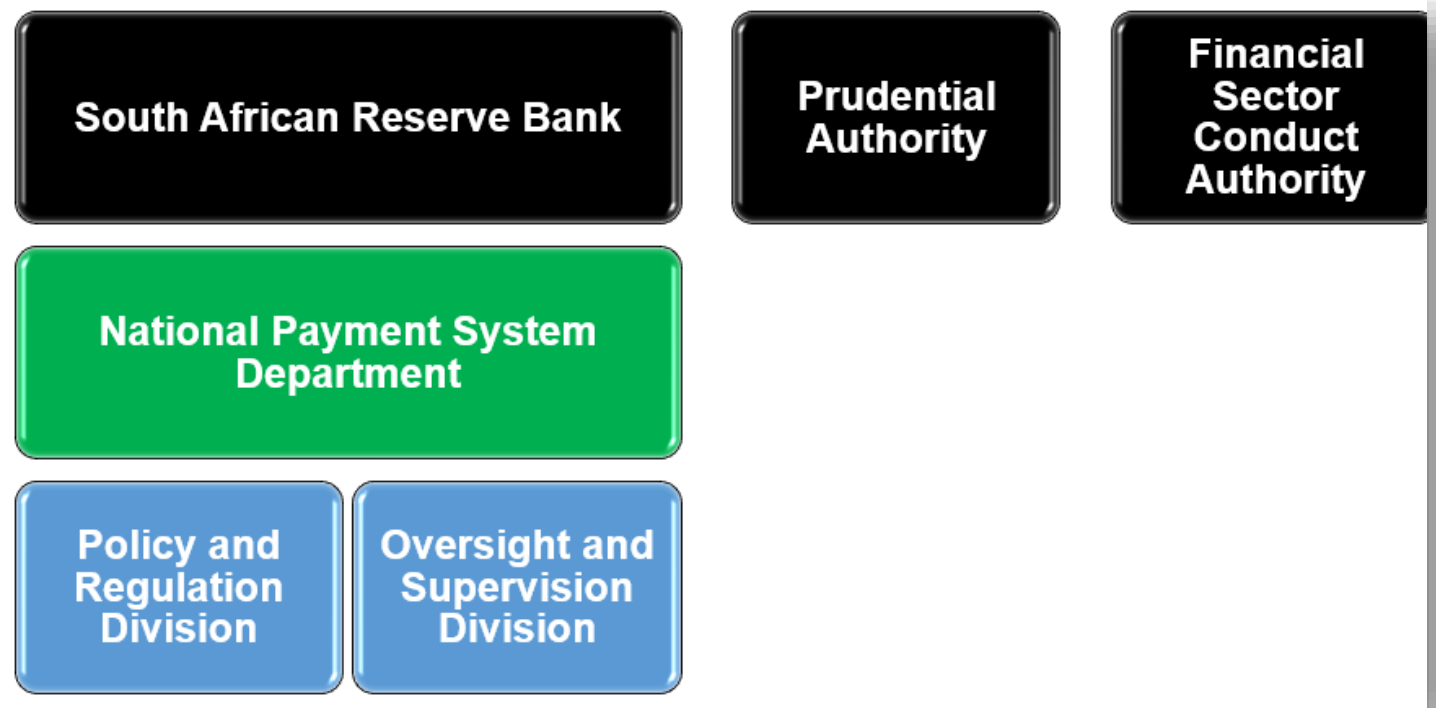 South African Reserve Bank
Prudential
Authority
Financial
Sector
Conduct
Authority
National Payment System
Department
Policy and
Regulation
Division
Oversight and
Supervision
Division